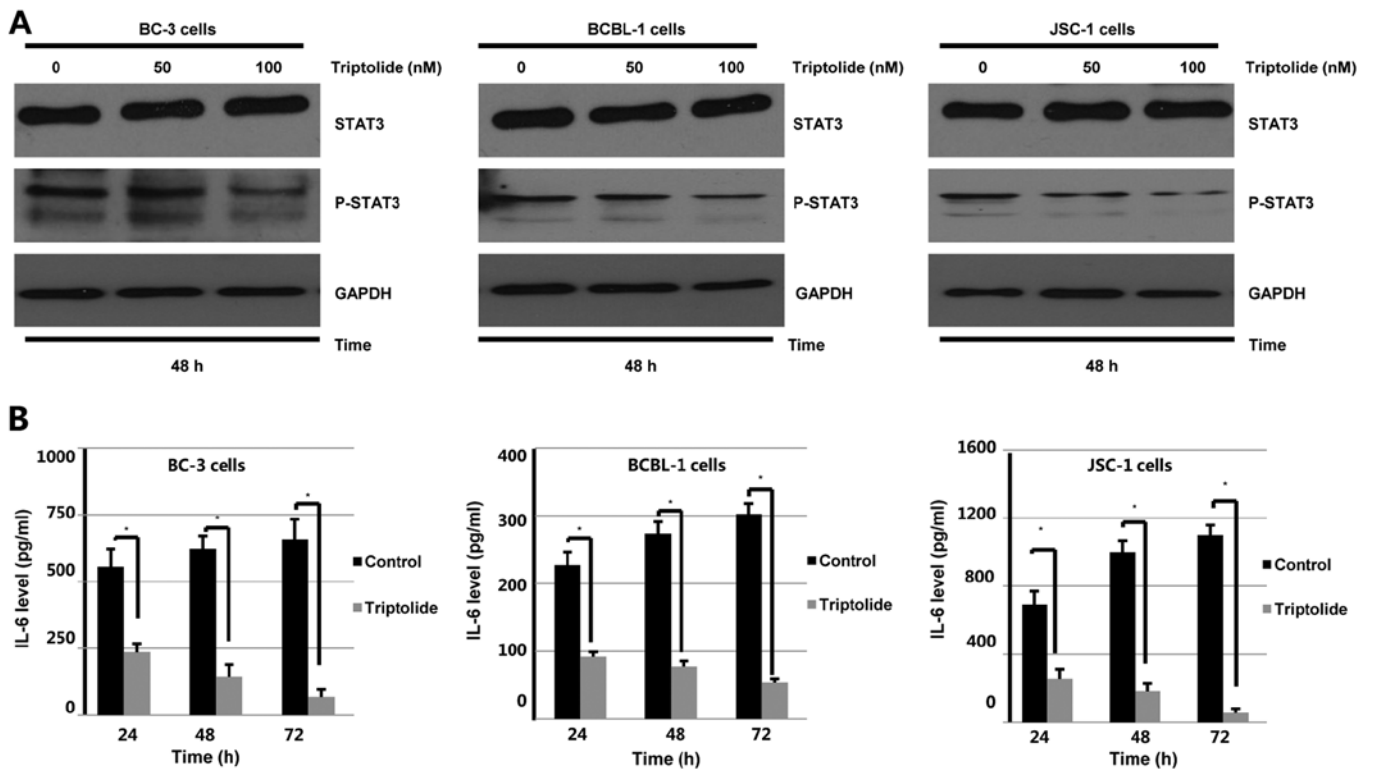 A
BC-3 cells
0 50 100 Triptolide (nM)
STAT3
P-STAT3
GAPDH
Time
48 h
BCBL-1 cells
0 50 100 Triptolide (nM)
STAT3
P-STAT3
GAPDH
Time
48 h
JSC-1 cells
0 50 100 Triptolide (nM)
STAT3
P-STAT3
GAPDH
Time
48 h
B
BC-3 cells
IL-6 level (pg/ml)
1000
750
500
250
0
* * *
24 48 72
Time (h)
Control
Triptolide
BCBL-1 cells
IL-6 level (pg/ml)
400
300
200
100
0
* * *
24 48 72
Time (h)
Control
Triptolide
JSC-1 cells
IL-6 level (pg/ml)
1600
1200
800
400
0
* * *
24 48 72
Time (h)
Control
Triptolide